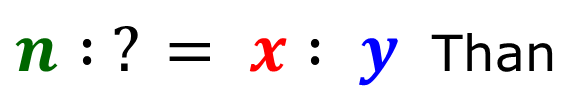 n : ? = x : y Than